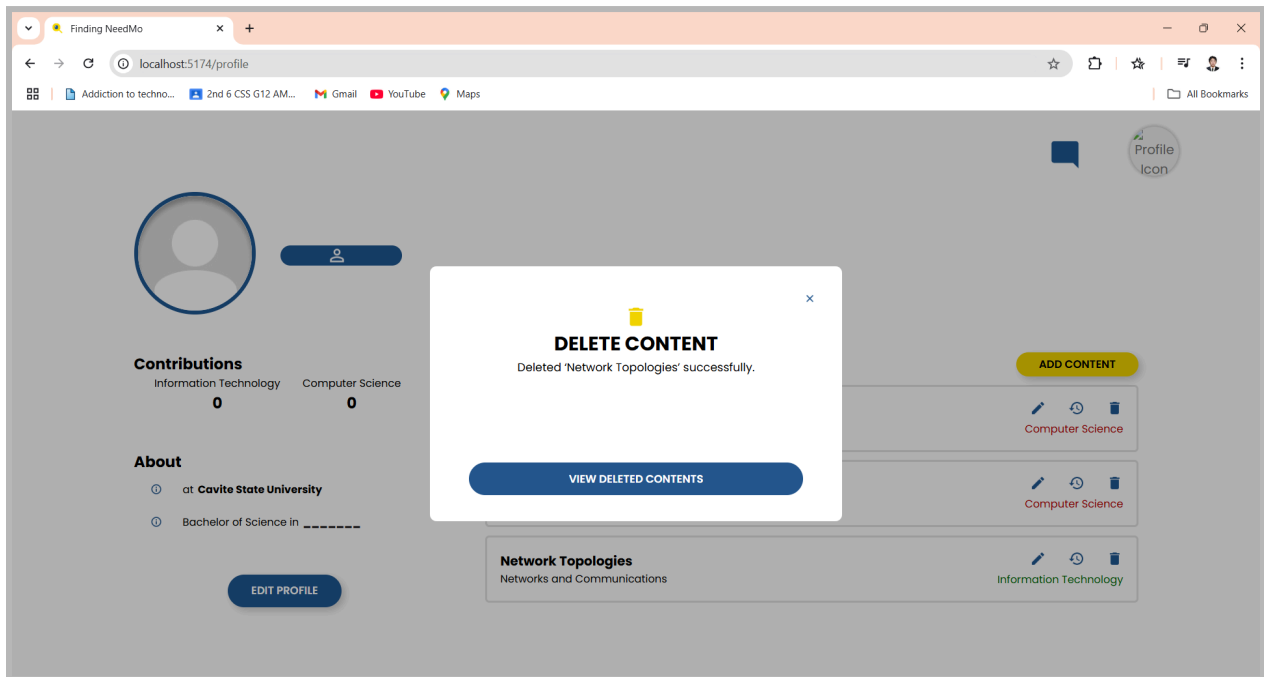 Finding NeedMo
localhost:5174/profile
Addiction to techno...
2nd 6 CSS G12 AM...
Gmail
YouTube
Maps
All Bookmarks
Profile
Icon
DELETE CONTENT
Deleted ‘Network Topologies’ successfully.
VIEW DELETED CONTENTS
Contributions
Information Technology Computer Science
0 0
About
at Cavite State University
Bachelor of Science in _______
EDIT PROFILE
ADD CONTENT
Computer Science
Computer Science
Network Topologies
Networks and Communications
Information Technology